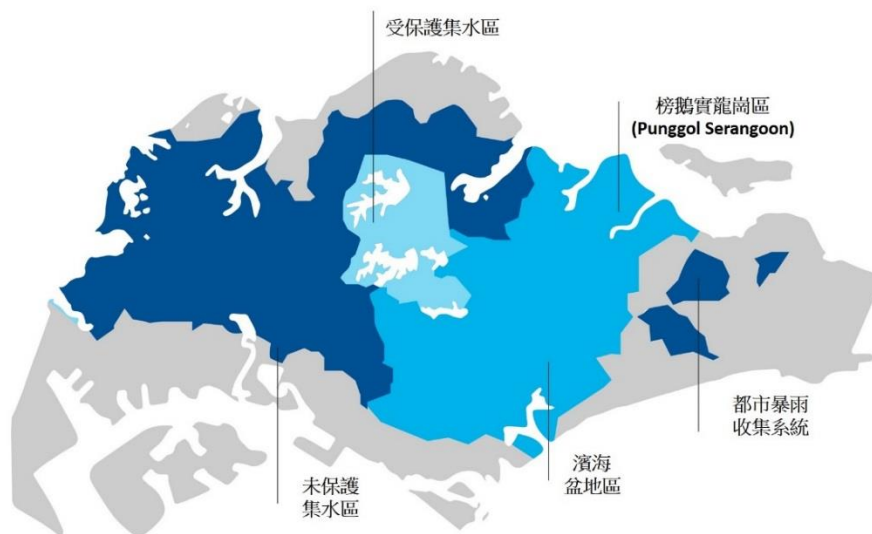 受保護集水區
榜鵝實龍崗區
(Punggol Serangoon)
都市暴雨
收集系統
濱海
盆地區
未保護
集水區